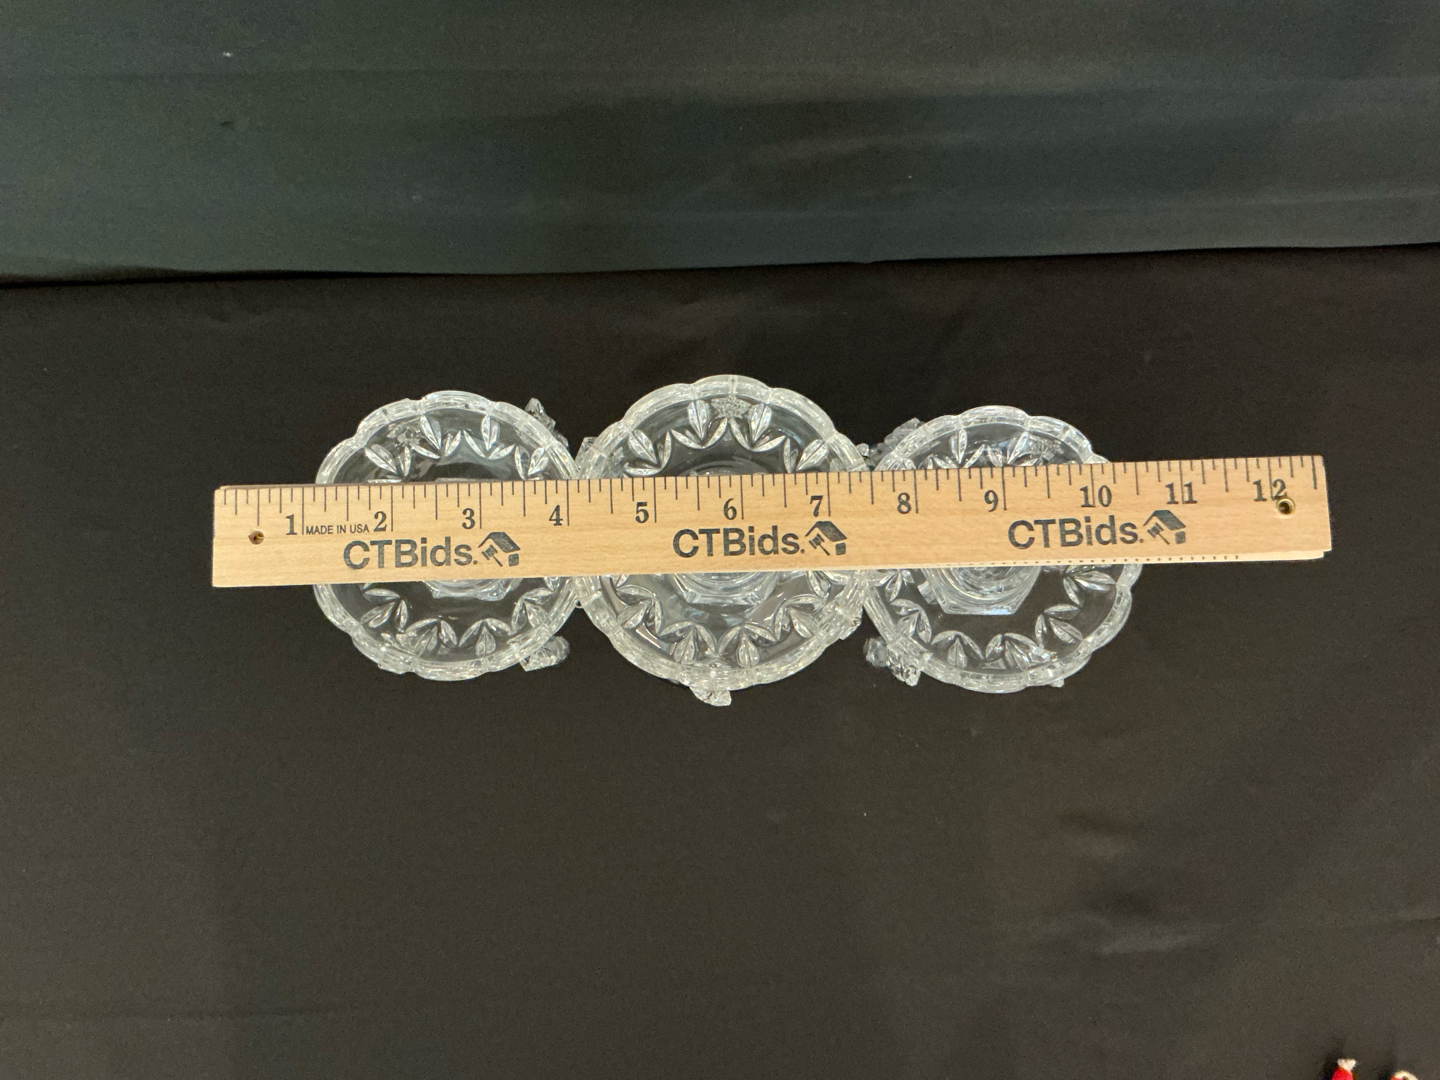 1 MADE IN USA 2 3 4 5 6 7 8 9 10 11 12
CTBids. CTBids. CTBids.